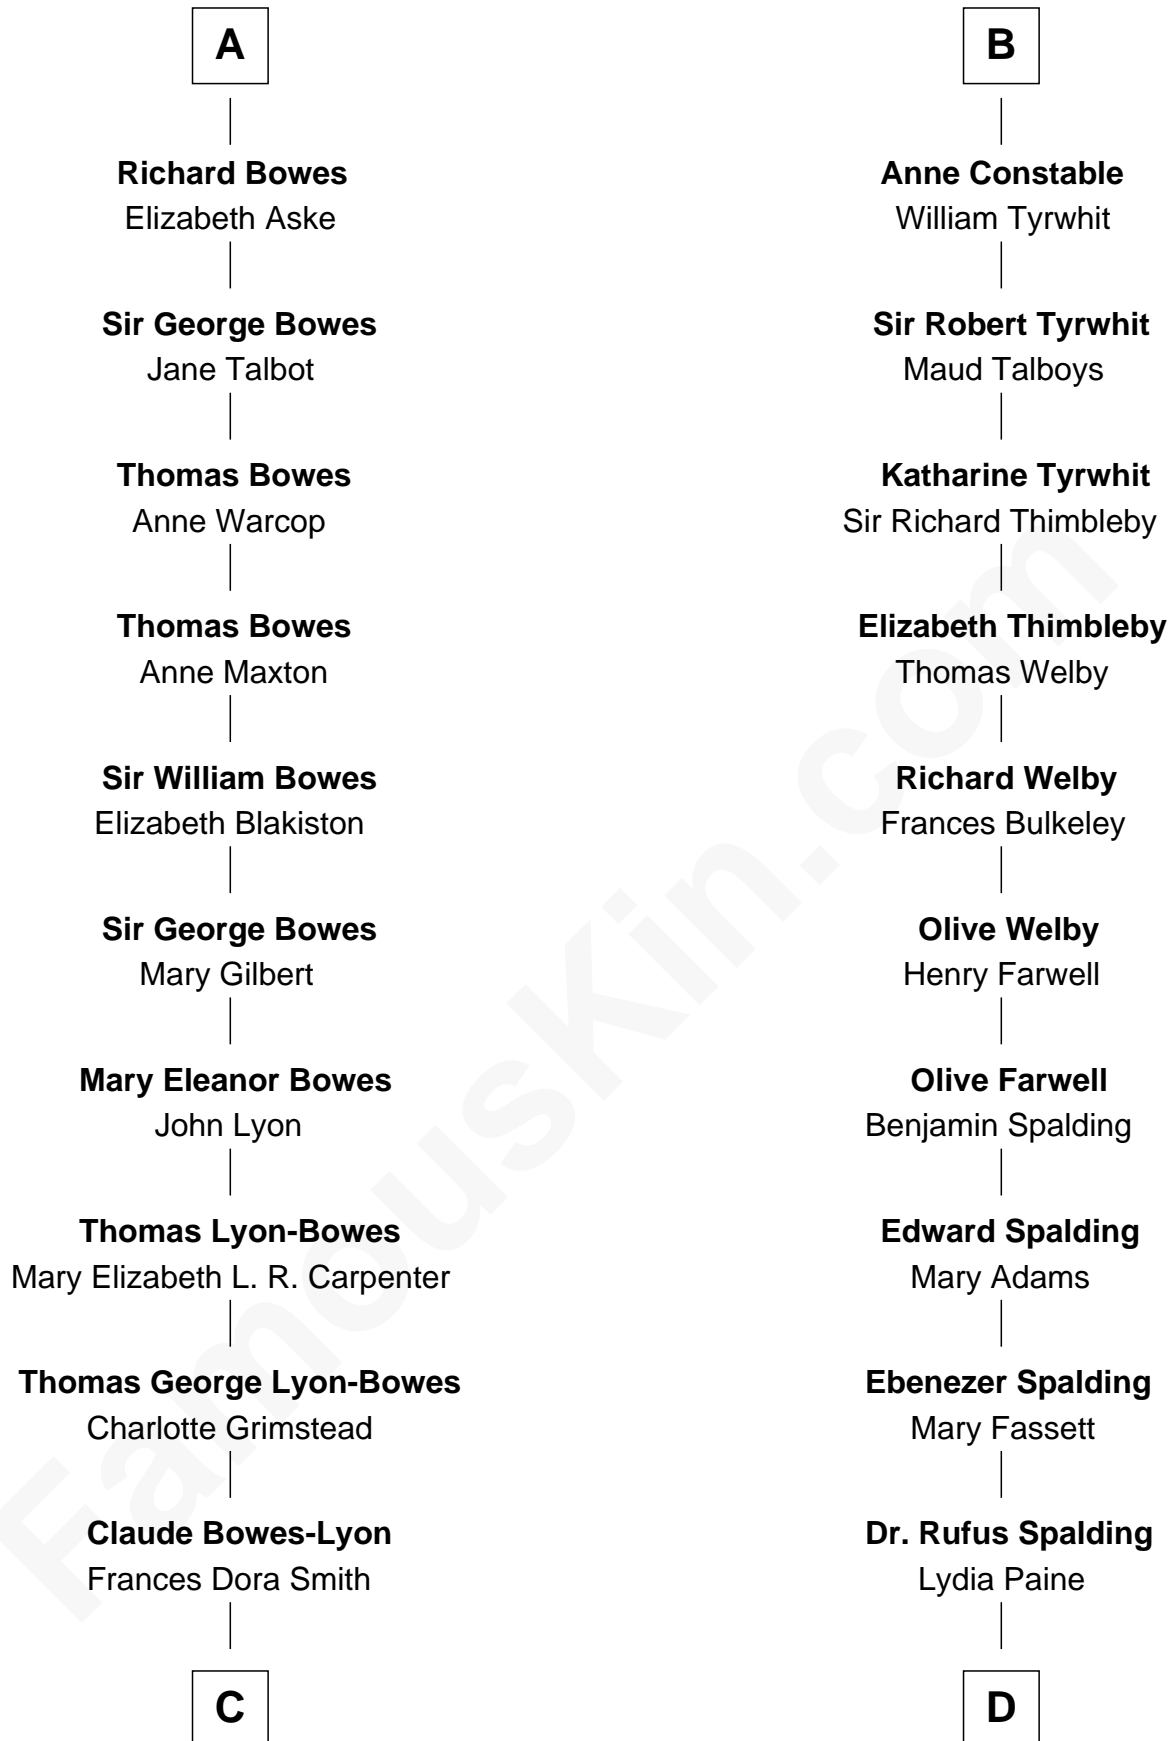 A
Richard Bowes
Elizabeth Aske
Sir George Bowes
Jane Talbot
Thomas Bowes
Anne Warcop
Thomas Bowes
Anne Maxton
Sir William Bowes
Elizabeth Blakiston
Sir George Bowes
Mary Gilbert
Mary Eleanor Bowes
John Lyon
Thomas Lyon-Bowes
Mary Elizabeth L. R. Carpenter
Thomas George Lyon-Bowes
Charlotte Grimstead
Claude Bowes-Lyon
Frances Dora Smith
C
B
Anne Constable
William Tyrwhit
Sir Robert Tyrwhit
Maud Talboys
Katharine Tyrwhit
Sir Richard Thimbleby
Elizabeth Thimbleby
Thomas Welby
Richard Welby
Frances Bulkeley
Olive Welby
Henry Farwell
Olive Farwell
Benjamin Spalding
Edward Spalding
Mary Adams
Ebenezer Spalding
Mary Fassett
Dr. Rufus Spalding
Lydia Paine
D
FamousKin.com